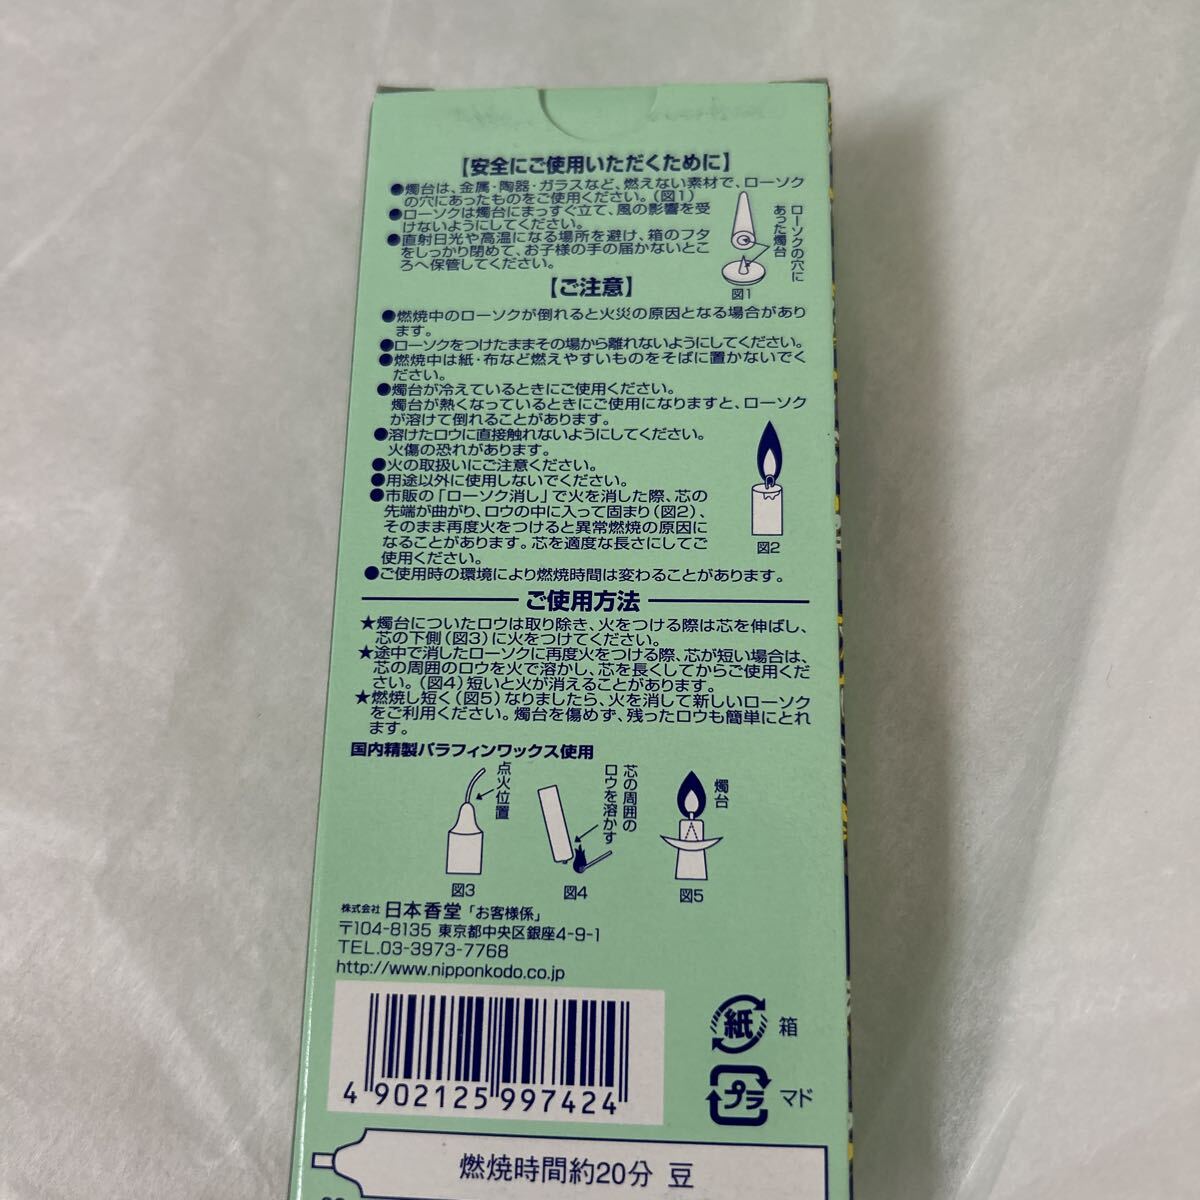 【安全にご使用いただくために】
●燭台は、金属・陶器・ガラスなど、燃えない素材で、ローソク
の穴にあったものをご使用ください。(図1)
●ローソクは燭台にまっすぐ立て、風の影響を受
けないようにしてください。
●直射日光や高温になる場所を避け、箱のフタ
をしっかり閉めて、お子様の手の届かないとこ
ろへ保管してください。
ローソクの穴に
あった燭台
図1
【ご注意】
●燃焼中のローソクが倒れると火災の原因となる場合があり
ます。
●ローソクをつけたままその場から離れないようにしてください。
●燃焼中は紙・布など燃えやすいものをそばに置かないでく
ださい。
●燭台が冷えているときにご使用ください。
燭台が熱くなっているときにご使用になりますと、ローソク
が溶けて倒れることがあります。
●溶けたロウに直接触れないようにしてください。
火傷の恐れがあります。
●火の取扱いにご注意ください。
●用途以外に使用しないでください。
●市販の「ローソク消し」で火を消した際、芯の
先端が曲がり、ロウの中に入って固まり(図2)、
そのまま再度火をつけると異常燃焼の原因に
なることがあります。芯を適度な長さにしてご
使用ください。
図2
●ご使用時の環境により燃焼時間は変わることがあります。
ご使用方法
★燭台についたロウは取り除き、火をつける際は芯を伸ばし、
芯の下側(図3)に火をつけてください。
★途中で消したローソクに再度火をつける際、芯が短い場合は、
芯の周囲のロウを火で溶かし、芯を長くしてからご使用くだ
さい。(図4)短いと火が消えることがあります。
★燃焼し短く(図5)なりましたら、火を消して新しいローソク
をご利用ください。燭台を傷めず、残ったロウも簡単にとれ
ます。
国内精製パラフィンワックス使用
点火位置
図3
芯の周囲の
ロウを溶かす
図4
燭台
図5
株式会社 日本香堂「お客様係」
〒104-8135 東京都中央区銀座4-9-1
TEL.03-3973-7768
http://www.nipponkodo.co.jp
4 902125 997424
紙 箱
プラ マド
燃焼時間約20分 豆